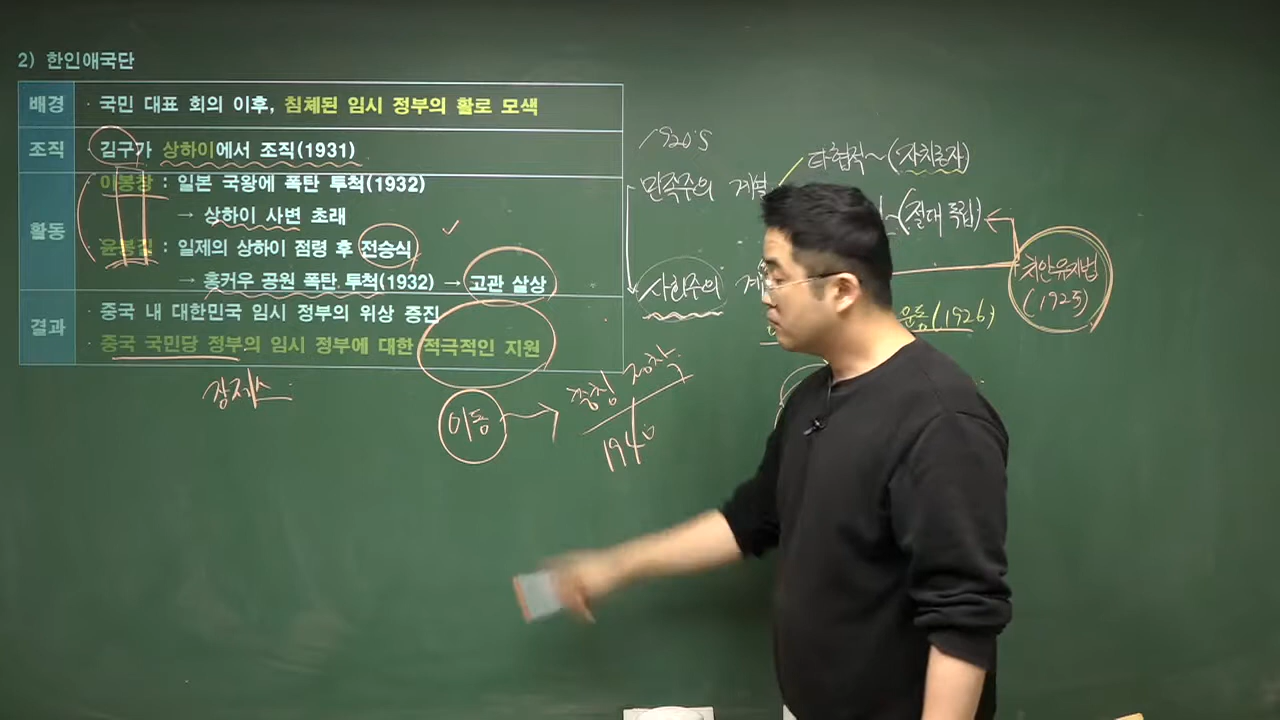 2) 한인애국단
배경
· 국민 대표 회의 이후, 침체된 임시 정부의 활로 모색
조직
· 김구가 상하이에서 조직(1931)
활동
· 이봉창 : 일본 국왕에 폭탄 투척(1932)
→ 상하이 사변 초래
· 윤봉길 : 일제의 상하이 점령 후 전승식
→ 훙커우 공원 폭탄 투척(1932) → 고관 살상
결과
· 중국 내 대한민국 임시 정부의 위상 증진
· 중국 국민당 정부의 임시 정부에 대한 적극적인 지원
장제스
이동 →
충칭 정착
1940
1920's
민족주의 계열
타협적~(자치론자)
~(절대 독립)
사회주의 계
치안유지법
(1925)
운동(1926)